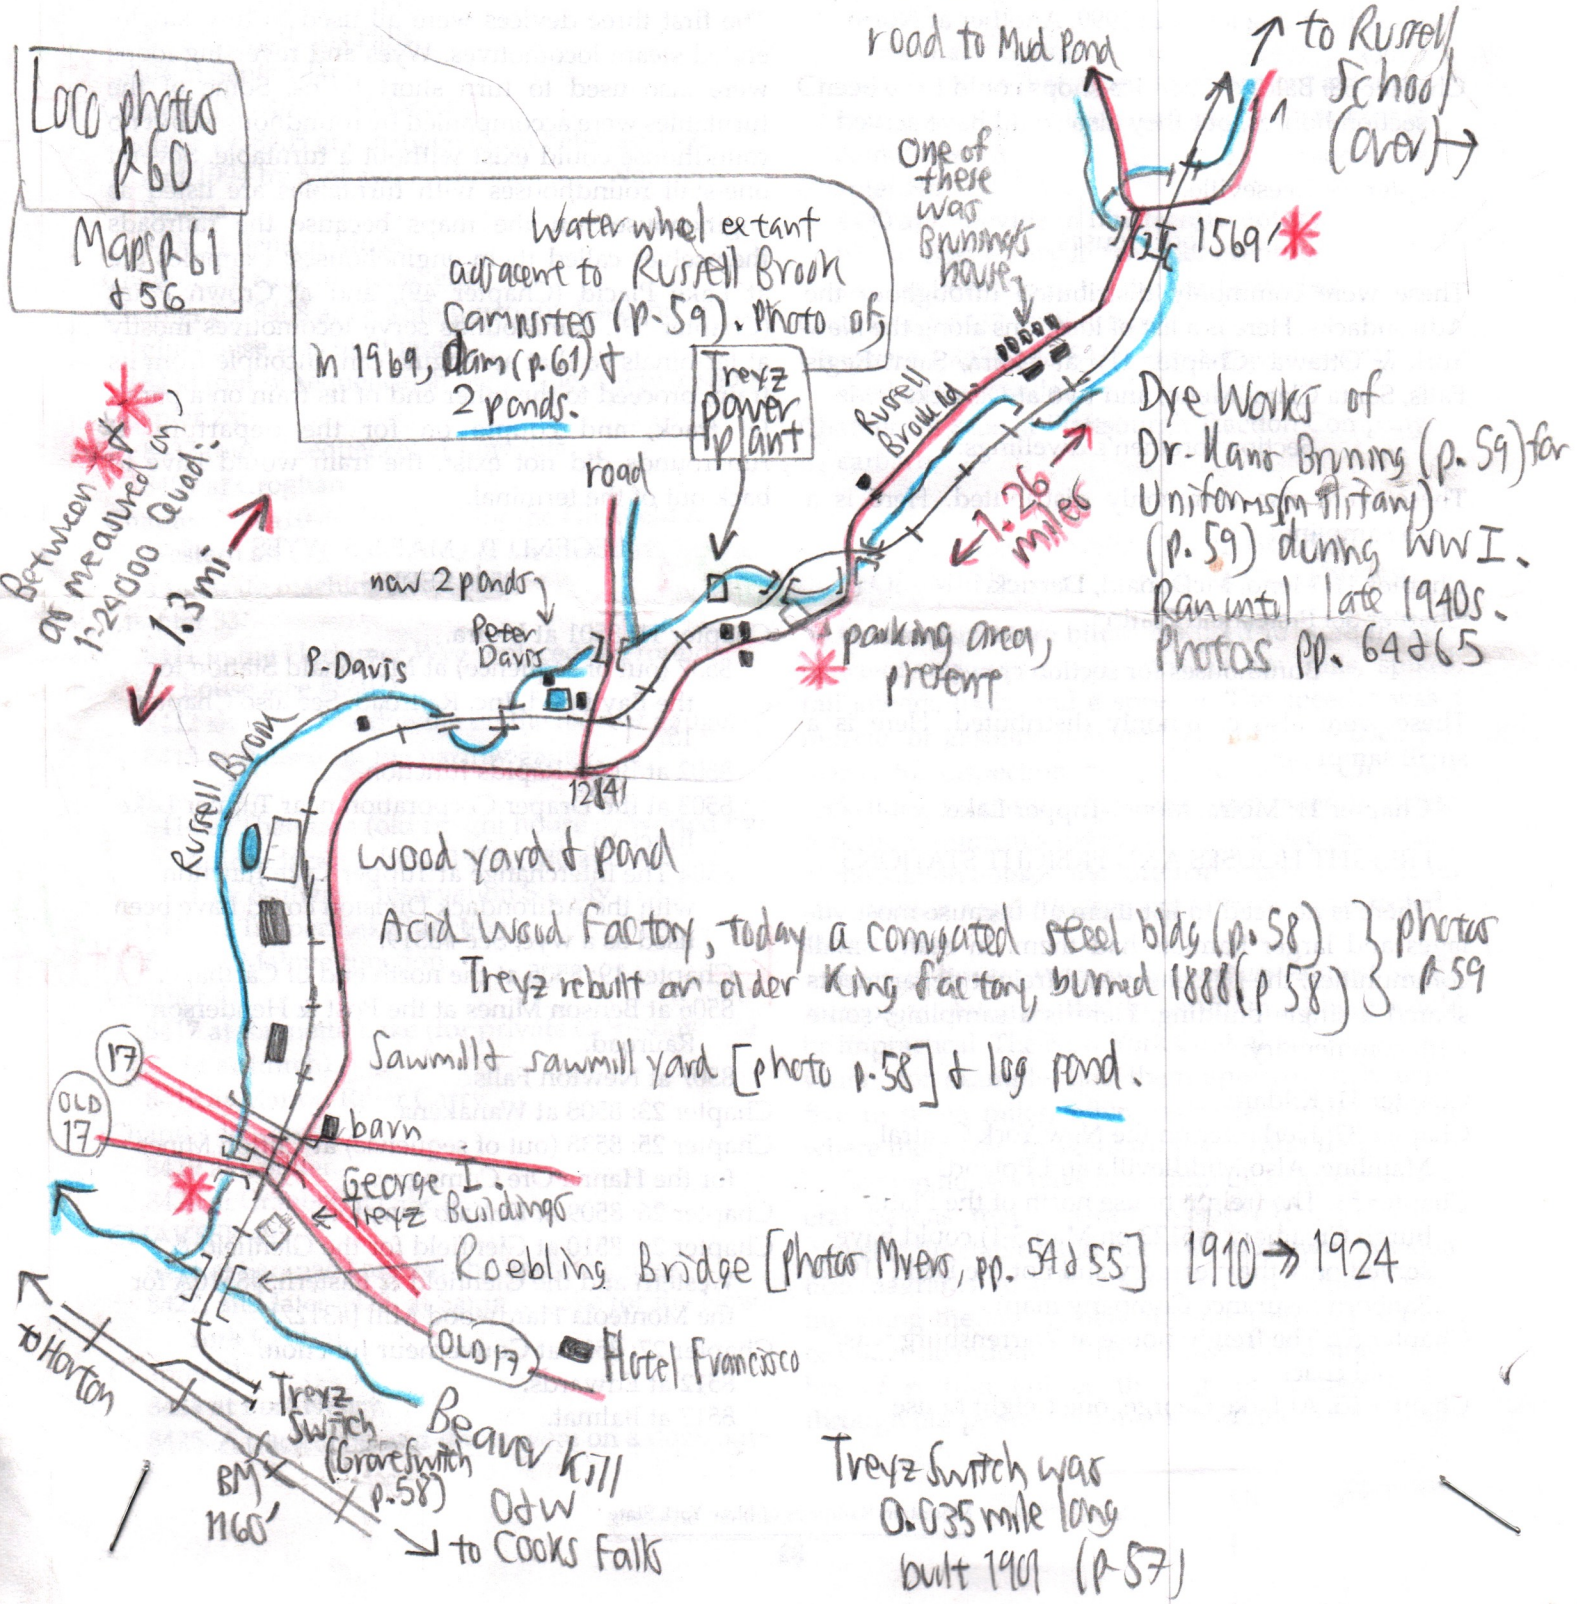 road to Mud Pond
to Russell
School
(over)
Loco photos
p 60
Maps p. 61
& 56
One of
these
was
Bruning's
house
1569'
Waterwheel extant
adjacent to Russell Brook
Campsites (p. 59). Photo of
in 1969, Dam (p. 61) &
2 ponds.
Treyz
power
plant
Russell
Brook Rd.
Between
as measured on
1:24000 Quad.
1.3 mi
road
1.26
miles
Dye Works of
Dr. Hans Bruning (p. 59) for
Uniforms (military)
(p. 59) during WW I.
Ran until late 1940s.
Photos pp. 64 & 65
now 2 ponds
Peter
Davis
P. Davis
parking area,
present
Russell Brook
1284
wood yard & pond
Acid Wood Factory, today a corrugated steel bldg (p. 58)
Treyz rebuilt an older King factory, burned 1888 (p 58)
photos
p. 59
Sawmill & sawmill yard [photo p. 58] & log pond.
17
OLD
17
barn
George I.
Treyz Buildings
Roebling Bridge [photos Myers, pp. 54 & 55] 1910 → 1924
OLD 17
Hotel Francisco
to Horton
Treyz
Switch
(Grove Switch
p. 58)
Beaver Kill
BM
1160'
O & W
to Cooks Falls
Treyz Switch was
0.035 mile long
built 1901 (p. 57)